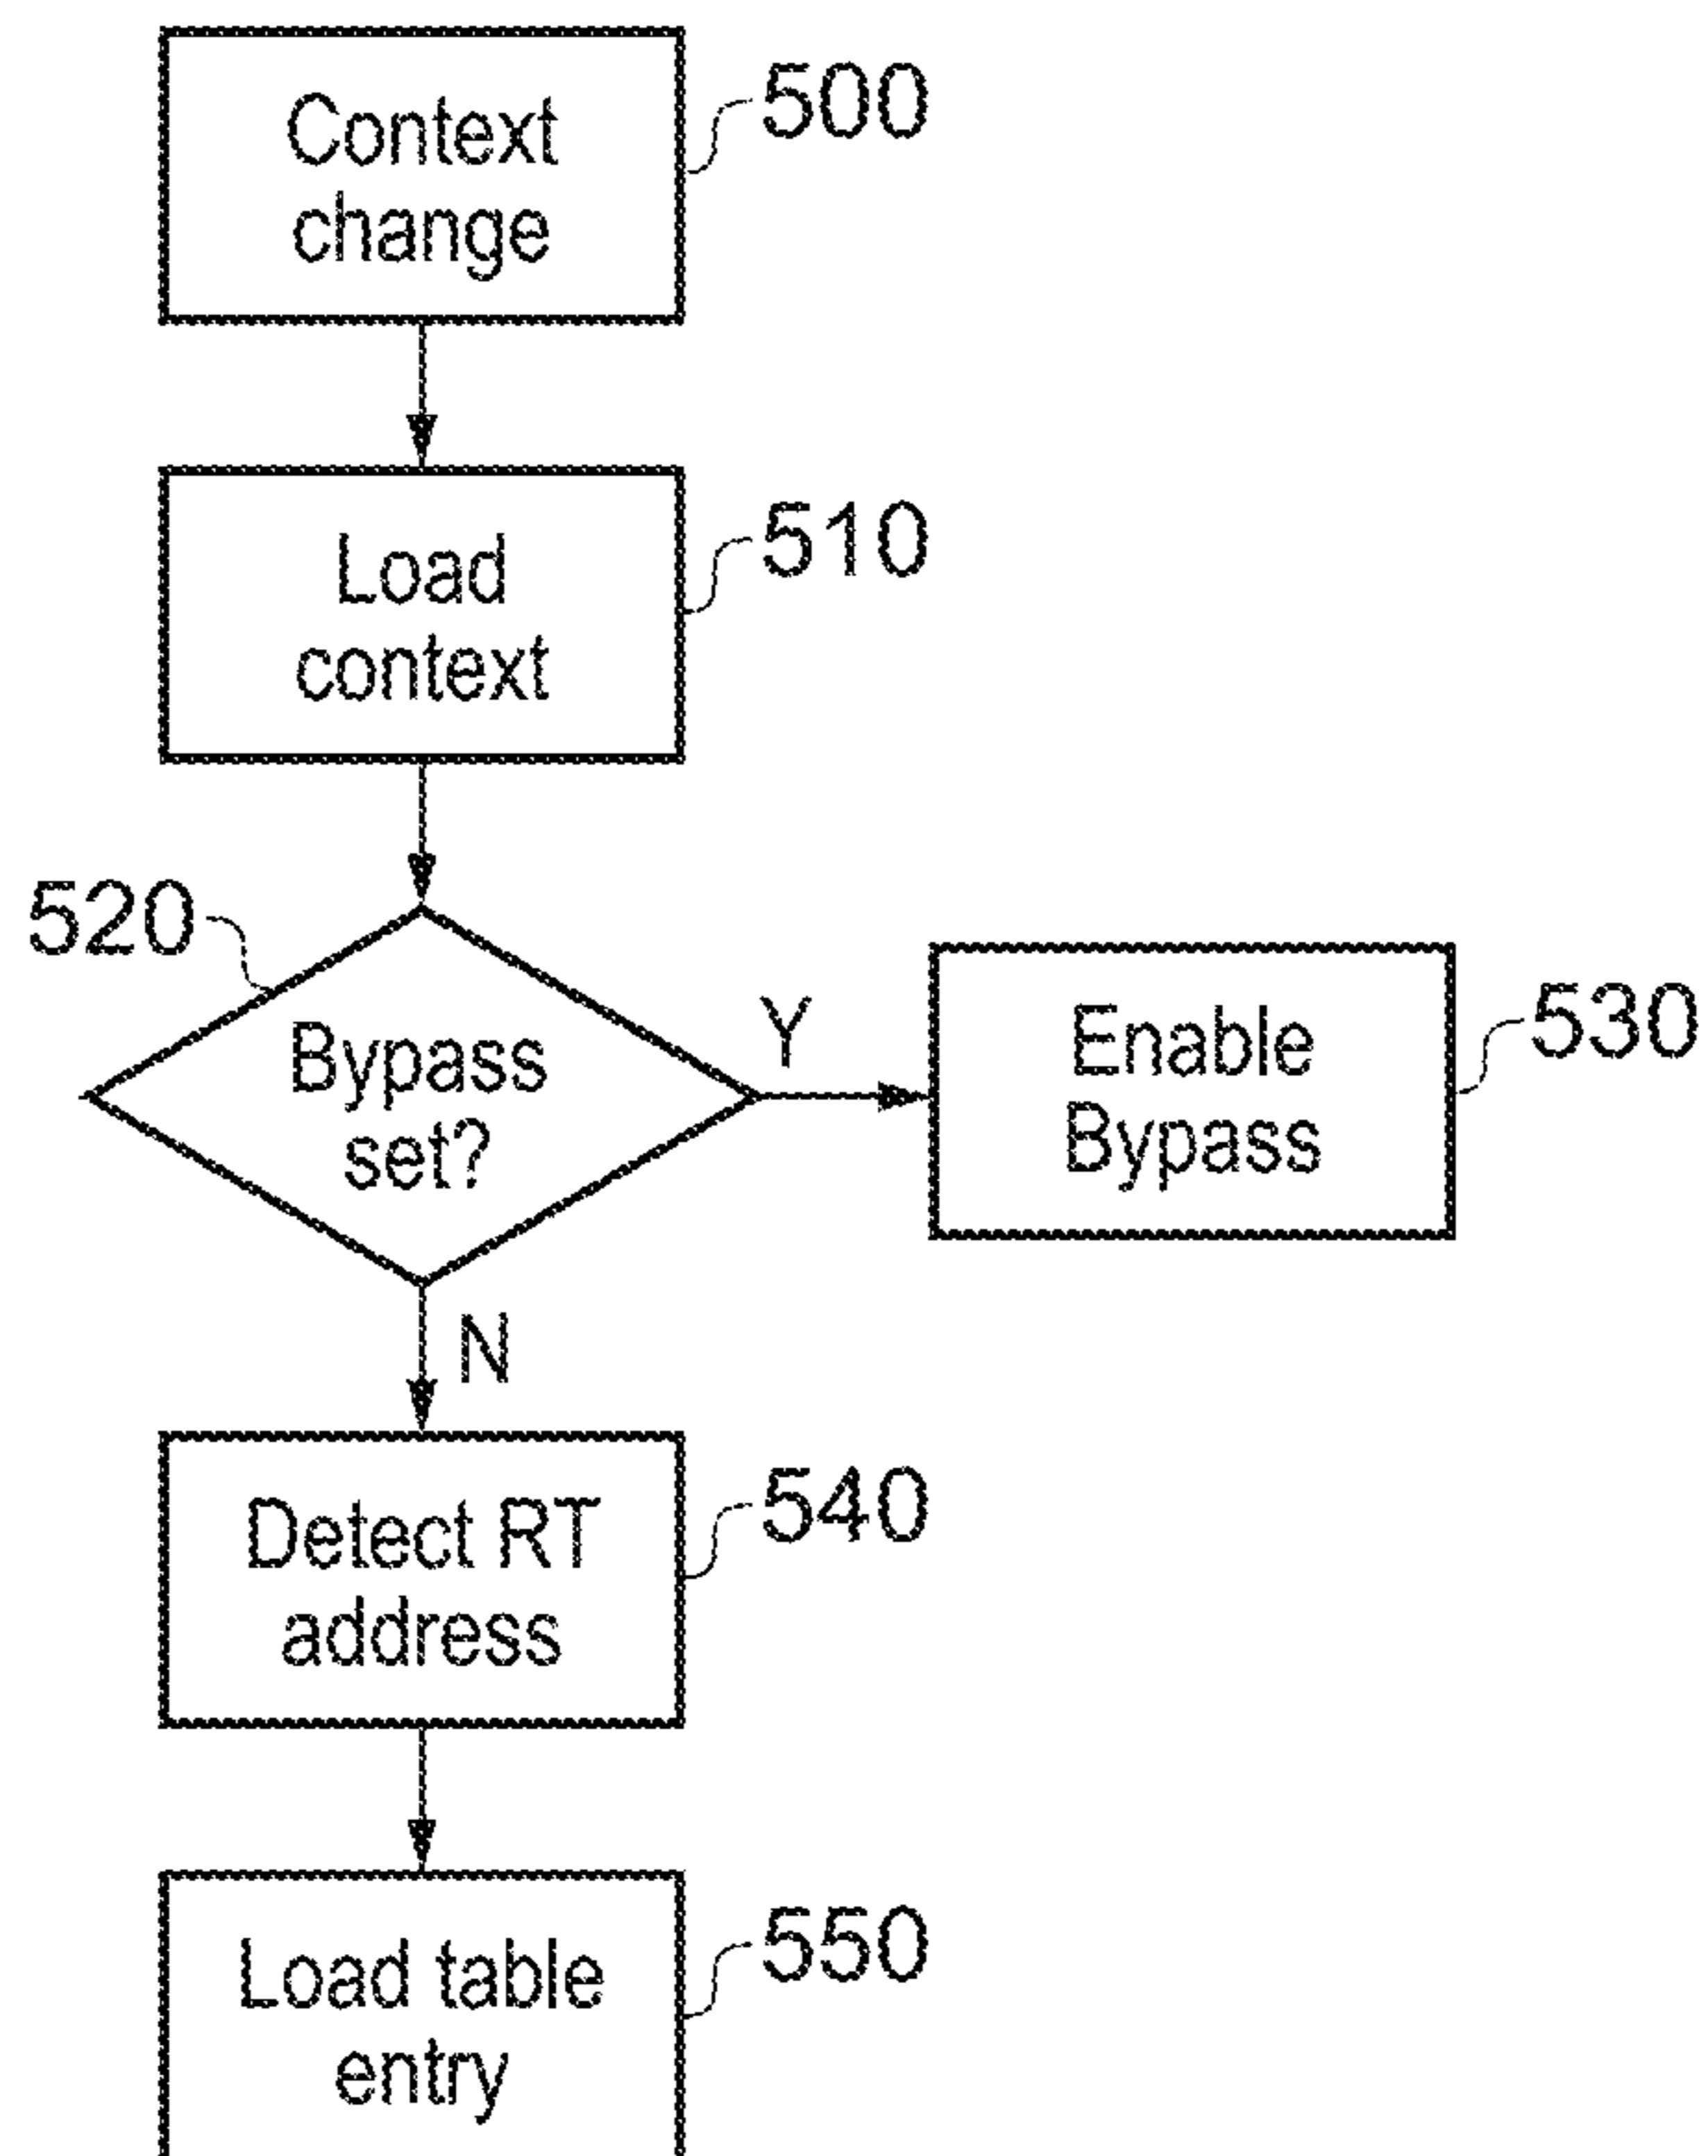 Context
change
500
Load
context
510
520
Bypass
set?
Y
Enable
Bypass
530
N
Detect RT
address
540
Load table
entry
550